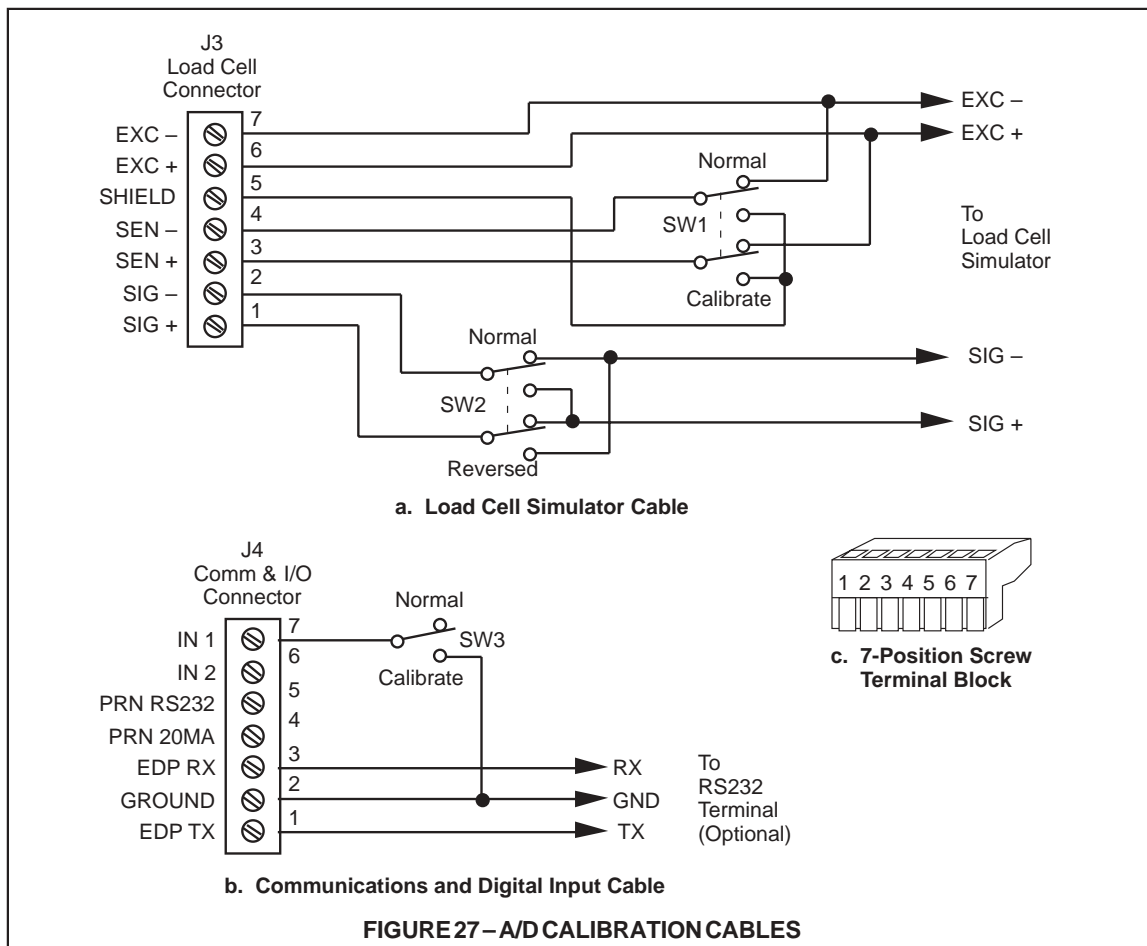 J3
Load Cell
Connector
EXC –
7
EXC –
EXC +
6
EXC +
SHIELD
5
SEN –
4
SEN +
3
SIG –
2
SIG +
1
Normal
SW1
Calibrate
To
Load Cell
Simulator
Normal
SW2
Reversed
SIG –
SIG +
a. Load Cell Simulator Cable
J4
Comm & I/O
Connector
IN 1
7
IN 2
6
PRN RS232
5
PRN 20MA
4
EDP RX
3
GROUND
2
EDP TX
1
Normal
SW3
Calibrate
RX
GND
TX
To
RS232
Terminal
(Optional)
b. Communications and Digital Input Cable
1 2 3 4 5 6 7
c. 7-Position Screw
Terminal Block
FIGURE 27 – A/D CALIBRATION CABLES